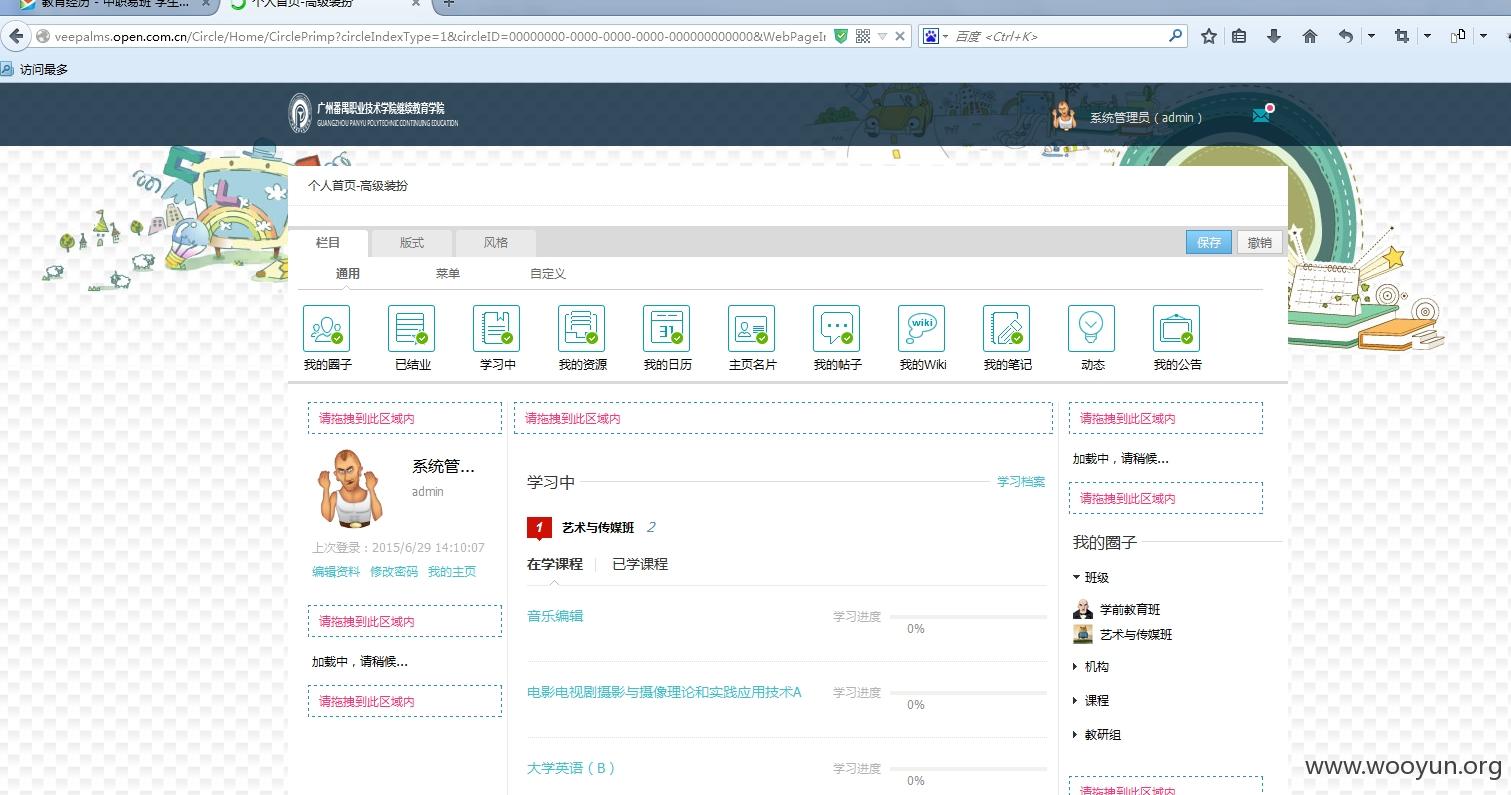 教育经历 - 中职易班 学生...
个人首页-高级装扮
veepalms.open.com.cn/Circle/Home/CirclePrimp?circleIndexType=1&circleID=00000000-0000-0000-0000-000000000000&WebPageIn
百度 <Ctrl+K>
访问最多
广州番禺职业技术学院继续教育学院
GUANGZHOU PANYU POLYTECHNIC CONTINUING EDUCATION
系统管理员（admin）
个人首页-高级装扮
栏目 版式 风格 保存 撤销
通用 菜单 自定义
31 wiki
我的圈子 已结业 学习中 我的资源 我的日历 主页名片 我的帖子 我的Wiki 我的笔记 动态 我的公告
请拖拽到此区域内 请拖拽到此区域内 请拖拽到此区域内
系统管...
admin
上次登录：2015/6/29 14:10:07
编辑资料 修改密码 我的主页
请拖拽到此区域内
加载中，请稍候...
请拖拽到此区域内
学习中 学习档案
1 艺术与传媒班 2
在学课程 已学课程
音乐编辑 学习进度
0%
电影电视剧摄影与摄像理论和实践应用技术A 学习进度
0%
大学英语（B） 学习进度
0%
加载中，请稍候...
请拖拽到此区域内
我的圈子
班级
学前教育班
艺术与传媒班
机构
课程
教研组
请拖拽到此区域内
www.wooyun.org